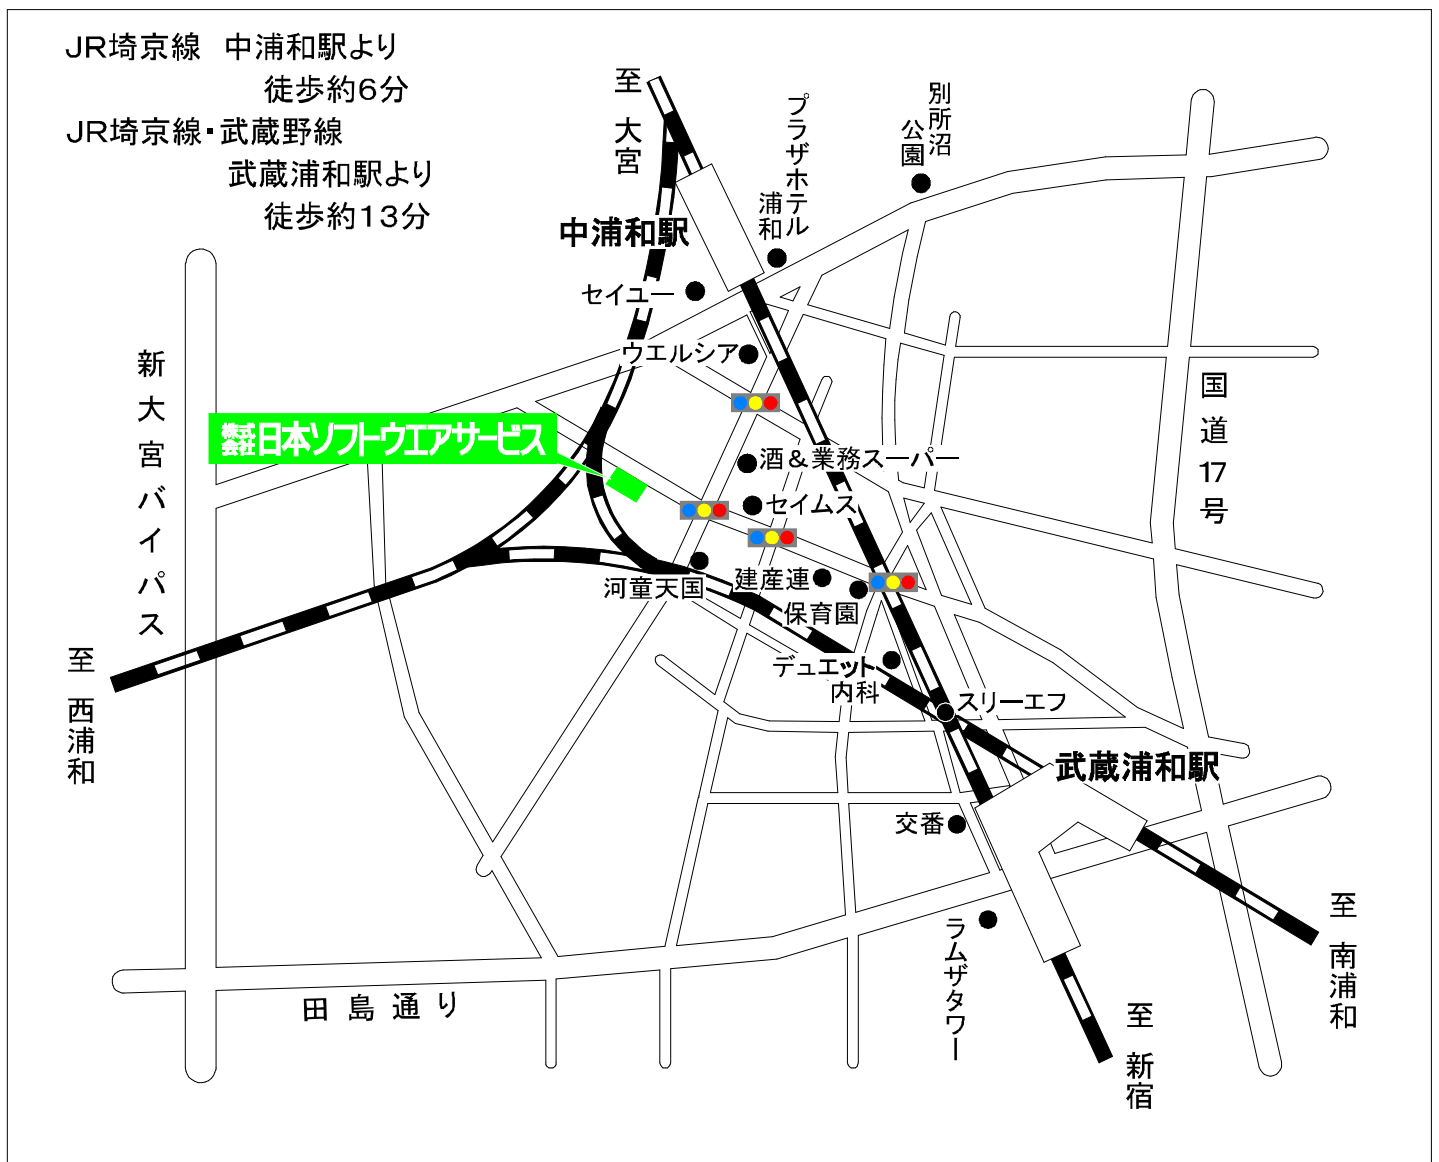 JR埼京線　中浦和駅より
徒歩約6分
JR埼京線・武蔵野線
武蔵浦和駅より
徒歩約13分
至　大宮
プラザホテル
浦和
別所沼
公園
中浦和駅
セイユー
ウエルシア
新大宮バイパス
国道17号
株式会社日本ソフトウエアサービス
酒＆業務スーパー
セイムス
河童天国
建産連
保育園
デュエット
内科
スリーエフ
至　西浦和
武蔵浦和駅
交番
至　南浦和
ラムザタワー
田島通り
至　新宿